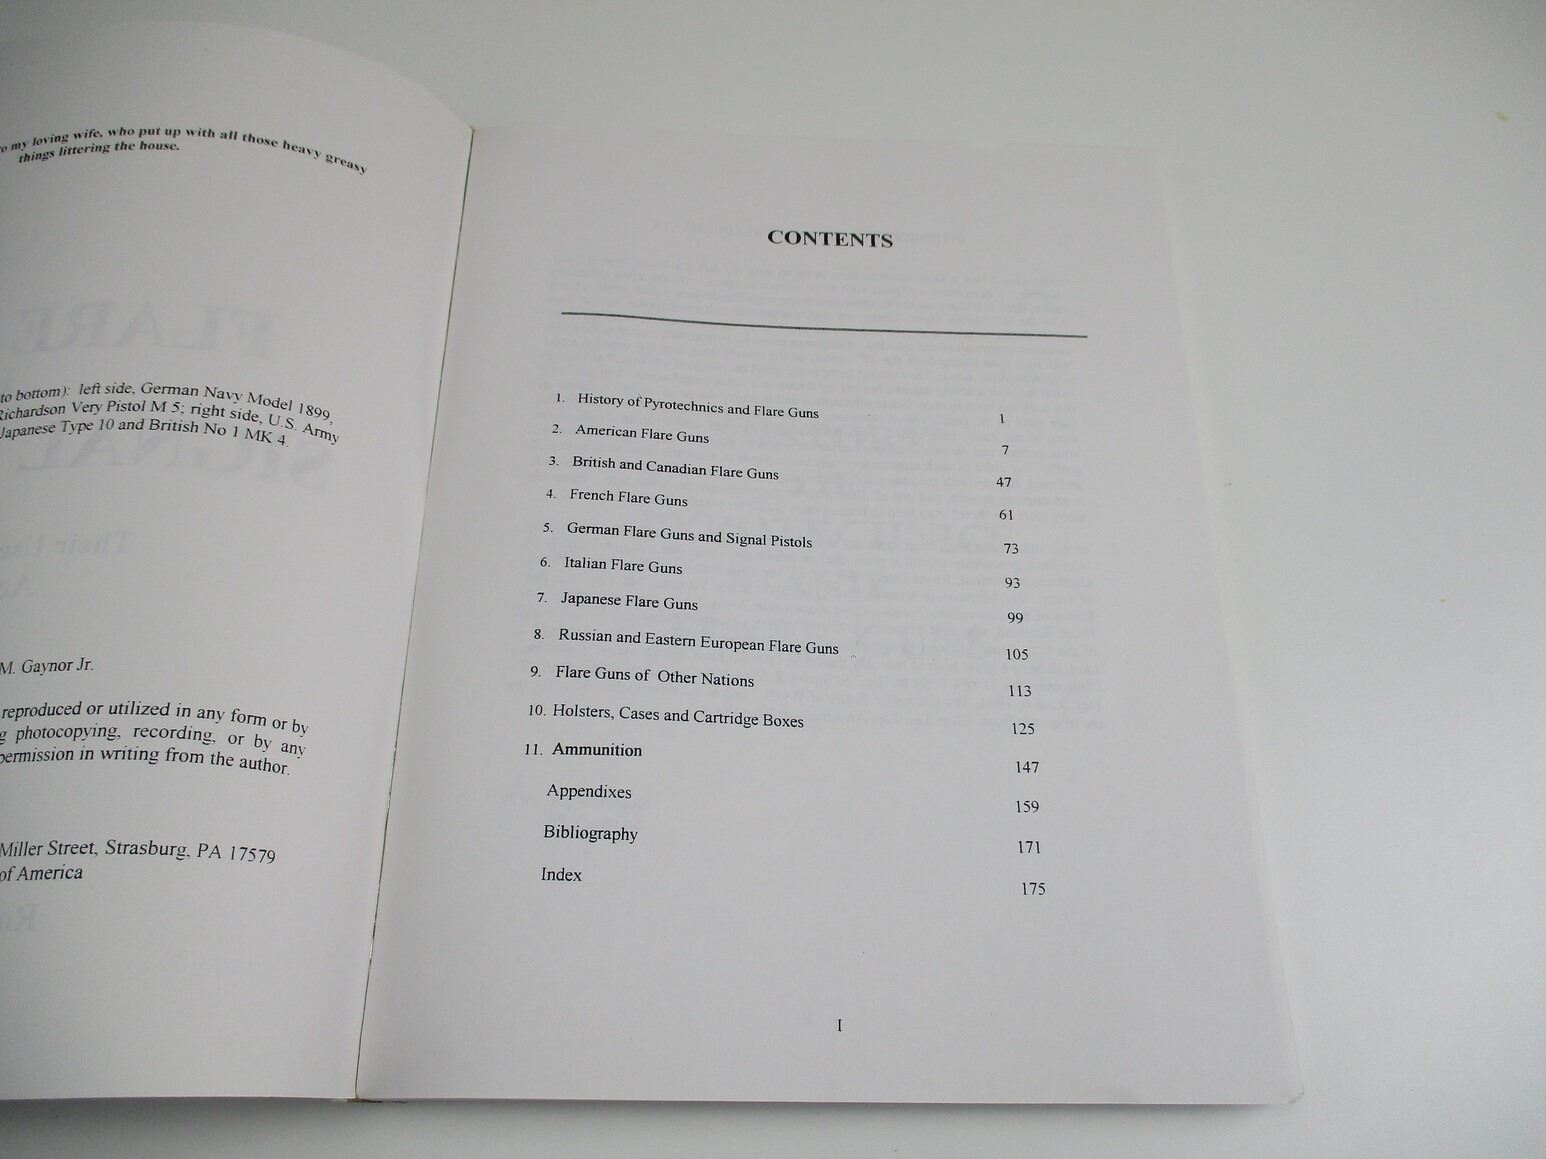 o my loving wife, who put up with all those heavy greasy
things littering the house.
to bottom): left side, German Navy Model 1899,
Richardson Very Pistol M 5; right side, U.S. Army
Japanese Type 10 and British No 1 MK 4.
M. Gaynor Jr.
reproduced or utilized in any form or by
g photocopying, recording, or by any
permission in writing from the author.
Miller Street, Strasburg, PA 17579
of America
CONTENTS
1. History of Pyrotechnics and Flare Guns 1
2. American Flare Guns 7
3. British and Canadian Flare Guns 47
4. French Flare Guns 61
5. German Flare Guns and Signal Pistols 73
6. Italian Flare Guns 93
7. Japanese Flare Guns 99
8. Russian and Eastern European Flare Guns 105
9. Flare Guns of Other Nations 113
10. Holsters, Cases and Cartridge Boxes 125
11. Ammunition 147
Appendixes 159
Bibliography 171
Index 175
I